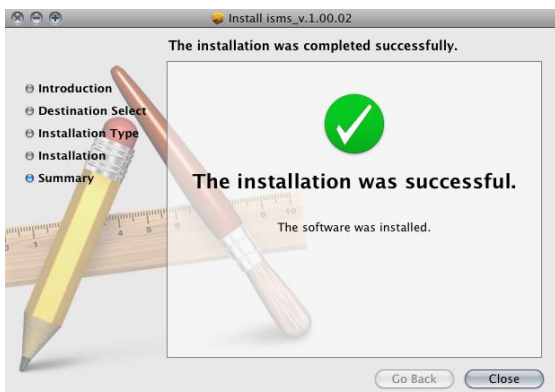 Install isms_v.1.00.02
The installation was completed successfully.
Introduction
Destination Select
Installation Type
Installation
Summary
The installation was successful.
The software was installed.
Go Back
Close